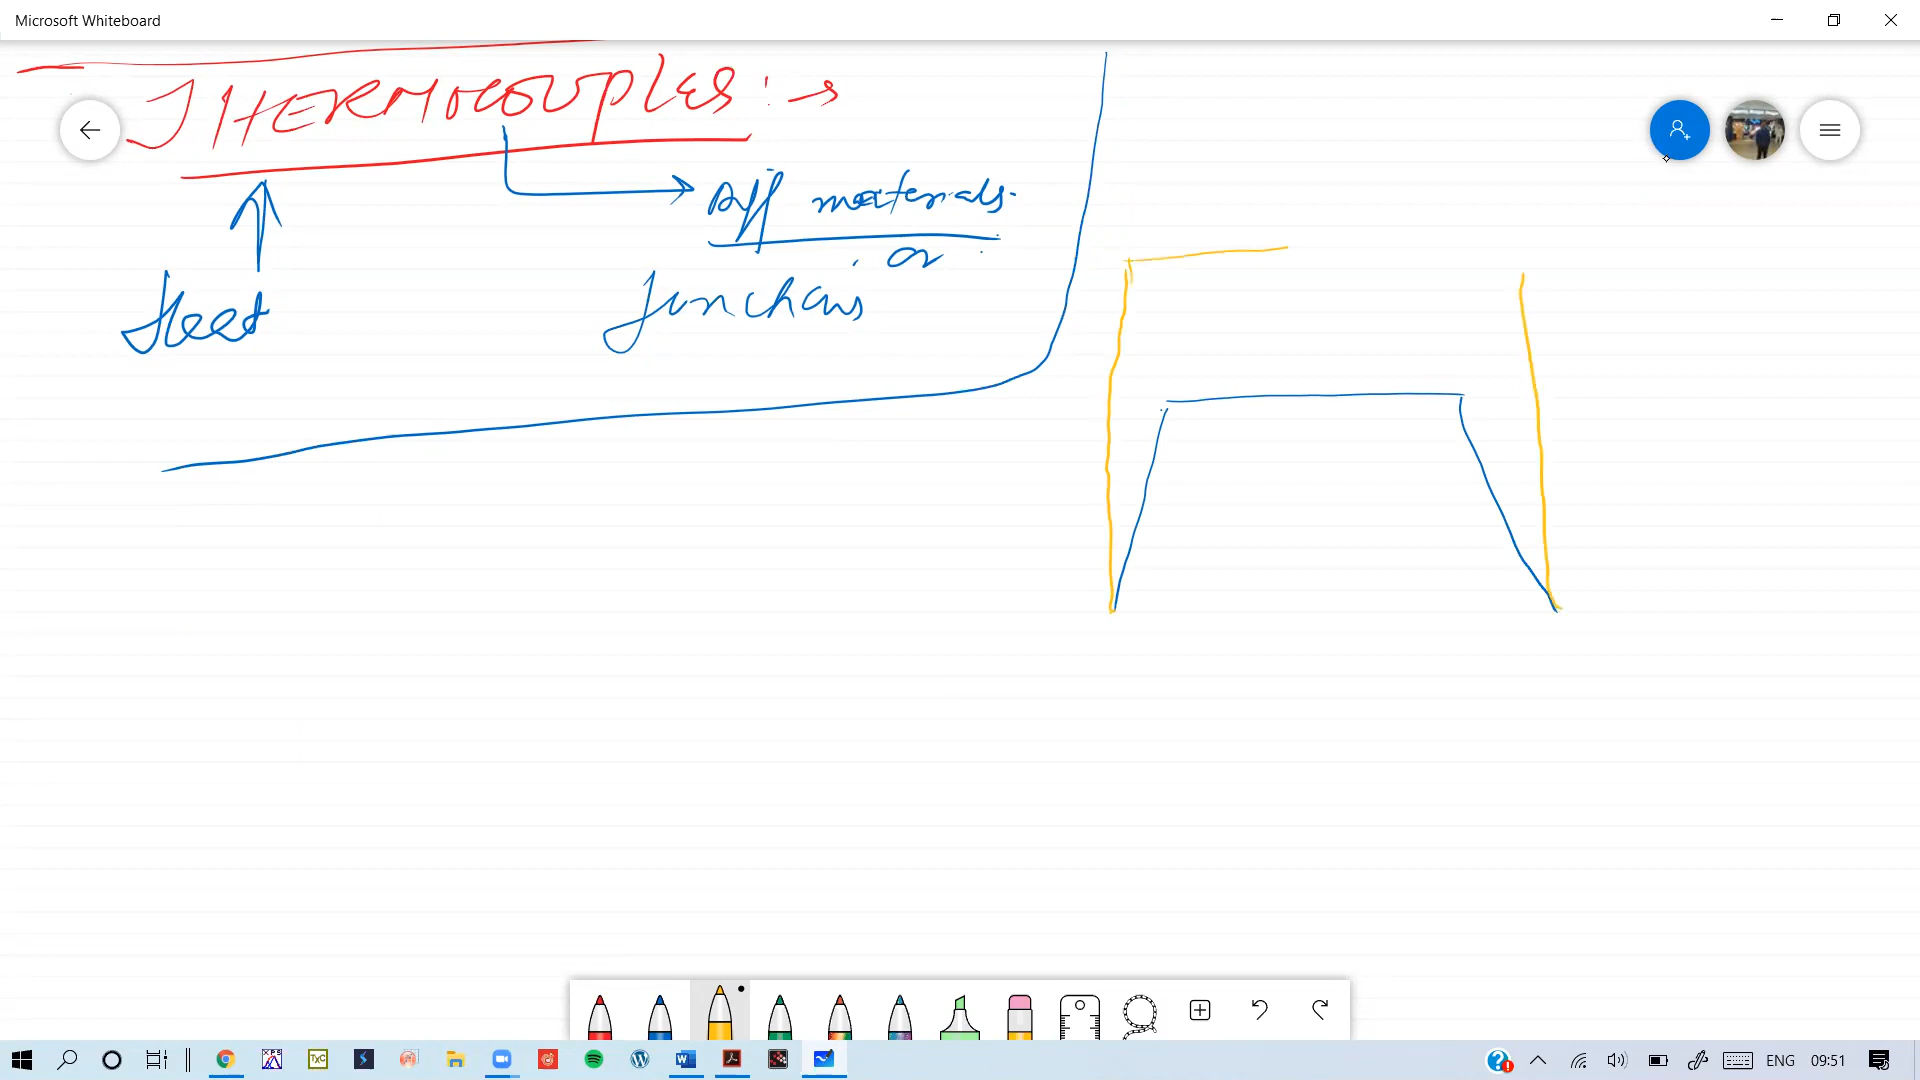 Microsoft Whiteboard
THERMOCOUPLES : →
Diff materials.
or
Heat
Junctions
ENG 09:51